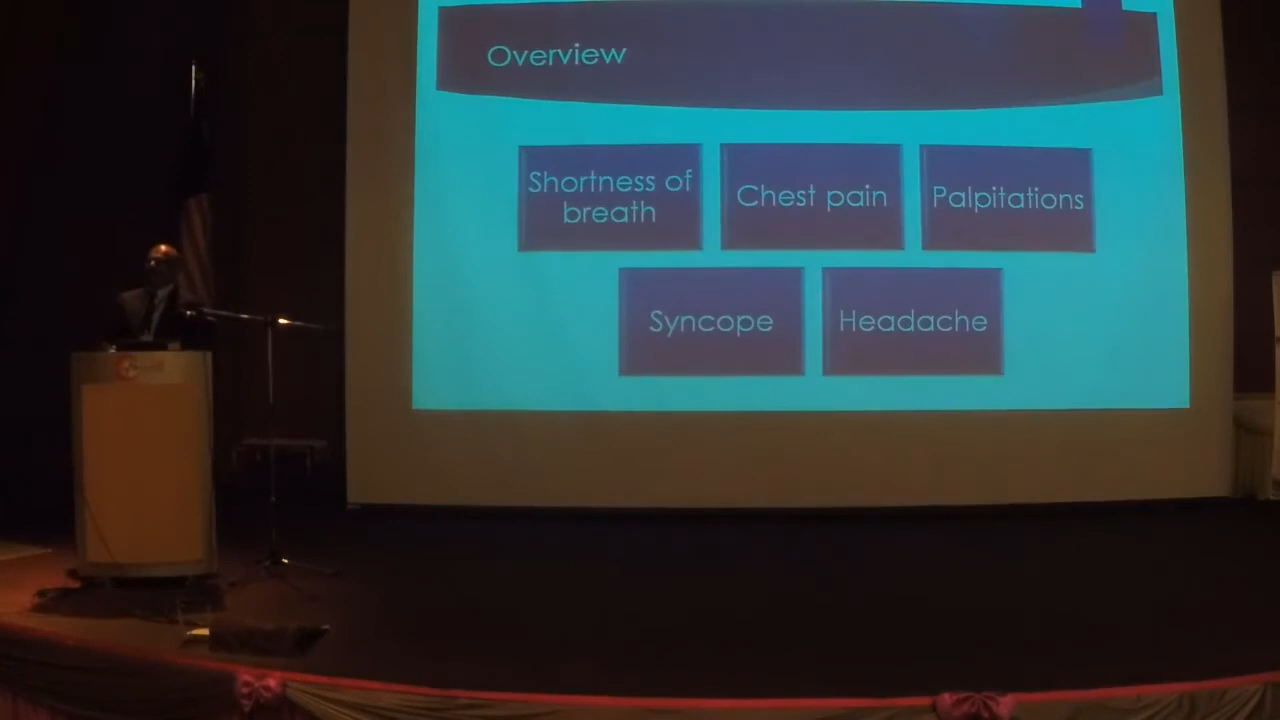 Overview
Shortness of
breath
Chest pain
Palpitations
Syncope
Headache